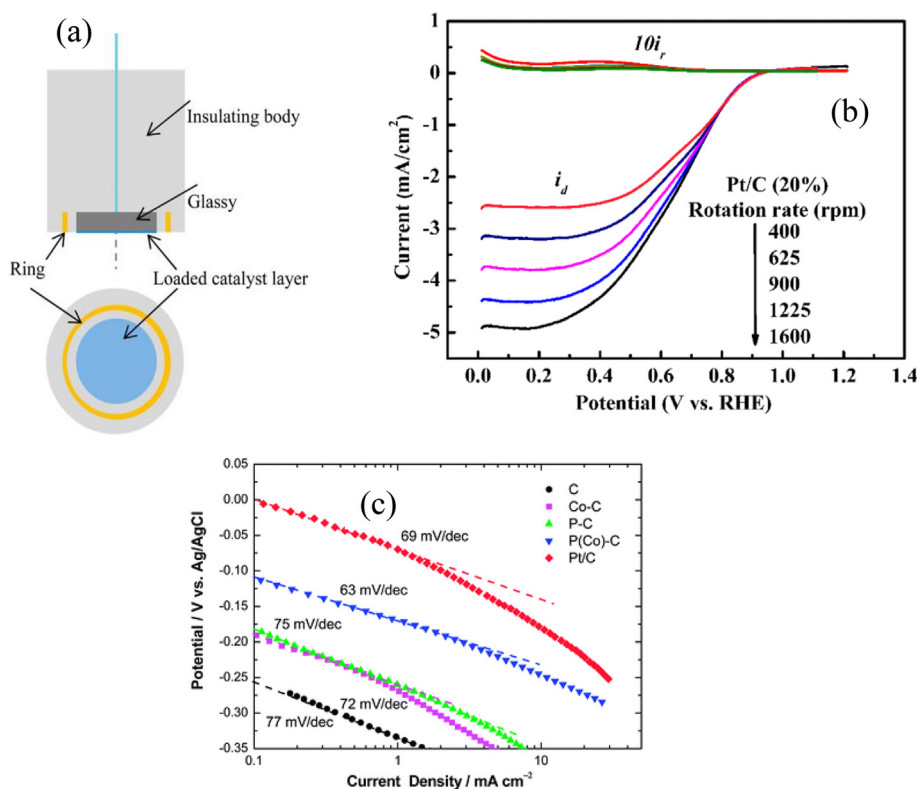 (a)
Insulating body
Glassy
Ring
Loaded catalyst layer
(b)
10i_r
i_d
Pt/C (20%)
Rotation rate (rpm)
400
625
900
1225
1600
Current (mA/cm²)
1
0
-1
-2
-3
-4
-5
0.0 0.2 0.4 0.6 0.8 1.0 1.2 1.4
Potential (V vs. RHE)
(c)
C
Co-C
P-C
P(Co)-C
Pt/C
69 mV/dec
63 mV/dec
75 mV/dec
72 mV/dec
77 mV/dec
Potential / V vs. Ag/AgCl
0.05
0.00
-0.05
-0.10
-0.15
-0.20
-0.25
-0.30
-0.35
0.1 1 10
Current Density / mA cm⁻²